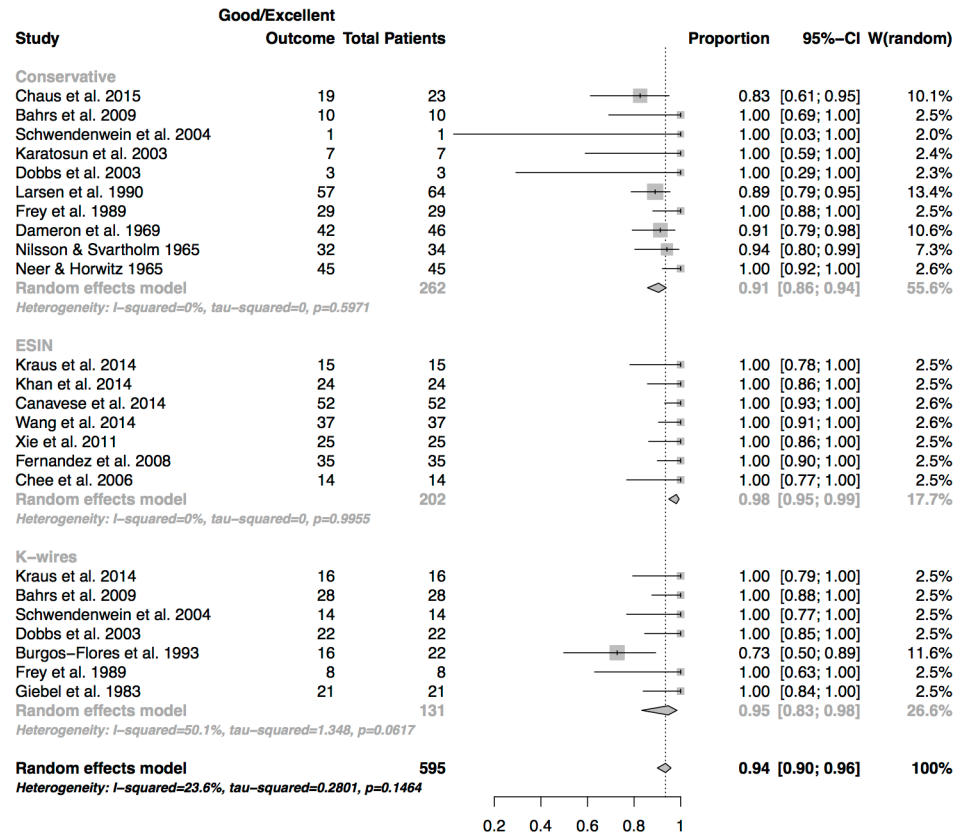 Good/Excellent
Study Outcome Total Patients Proportion 95%−CI W(random)
Conservative
Chaus et al. 2015 19 23 0.83 [0.61; 0.95] 10.1%
Bahrs et al. 2009 10 10 1.00 [0.69; 1.00] 2.5%
Schwendenwein et al. 2004 1 1 1.00 [0.03; 1.00] 2.0%
Karatosun et al. 2003 7 7 1.00 [0.59; 1.00] 2.4%
Dobbs et al. 2003 3 3 1.00 [0.29; 1.00] 2.3%
Larsen et al. 1990 57 64 0.89 [0.79; 0.95] 13.4%
Frey et al. 1989 29 29 1.00 [0.88; 1.00] 2.5%
Dameron et al. 1969 42 46 0.91 [0.79; 0.98] 10.6%
Nilsson & Svartholm 1965 32 34 0.94 [0.80; 0.99] 7.3%
Neer & Horwitz 1965 45 45 1.00 [0.92; 1.00] 2.6%
Random effects model 262 0.91 [0.86; 0.94] 55.6%
Heterogeneity: I−squared=0%, tau−squared=0, p=0.5971
ESIN
Kraus et al. 2014 15 15 1.00 [0.78; 1.00] 2.5%
Khan et al. 2014 24 24 1.00 [0.86; 1.00] 2.5%
Canavese et al. 2014 52 52 1.00 [0.93; 1.00] 2.6%
Wang et al. 2014 37 37 1.00 [0.91; 1.00] 2.6%
Xie et al. 2011 25 25 1.00 [0.86; 1.00] 2.5%
Fernandez et al. 2008 35 35 1.00 [0.90; 1.00] 2.5%
Chee et al. 2006 14 14 1.00 [0.77; 1.00] 2.5%
Random effects model 202 0.98 [0.95; 0.99] 17.7%
Heterogeneity: I−squared=0%, tau−squared=0, p=0.9955
K−wires
Kraus et al. 2014 16 16 1.00 [0.79; 1.00] 2.5%
Bahrs et al. 2009 28 28 1.00 [0.88; 1.00] 2.5%
Schwendenwein et al. 2004 14 14 1.00 [0.77; 1.00] 2.5%
Dobbs et al. 2003 22 22 1.00 [0.85; 1.00] 2.5%
Burgos−Flores et al. 1993 16 22 0.73 [0.50; 0.89] 11.6%
Frey et al. 1989 8 8 1.00 [0.63; 1.00] 2.5%
Giebel et al. 1983 21 21 1.00 [0.84; 1.00] 2.5%
Random effects model 131 0.95 [0.83; 0.98] 26.6%
Heterogeneity: I−squared=50.1%, tau−squared=1.348, p=0.0617
Random effects model 595 0.94 [0.90; 0.96] 100%
Heterogeneity: I−squared=23.6%, tau−squared=0.2801, p=0.1464
0.2 0.4 0.6 0.8 1